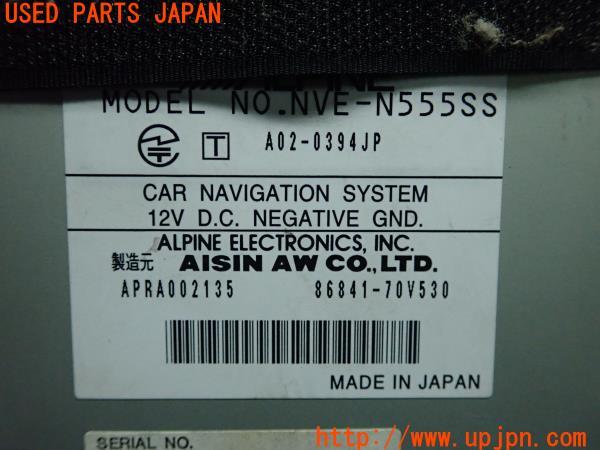 USED PARTS JAPAN
ALPINE
MODEL NO.NVE-N555SS
T A02-0394JP
CAR NAVIGATION SYSTEM
12V D.C. NEGATIVE GND.
ALPINE ELECTRONICS, INC.
製造元 AISIN AW CO.,LTD.
APRA002135 86841-70V530
MADE IN JAPAN
SERIAL NO.
http://www.upjpn.com/